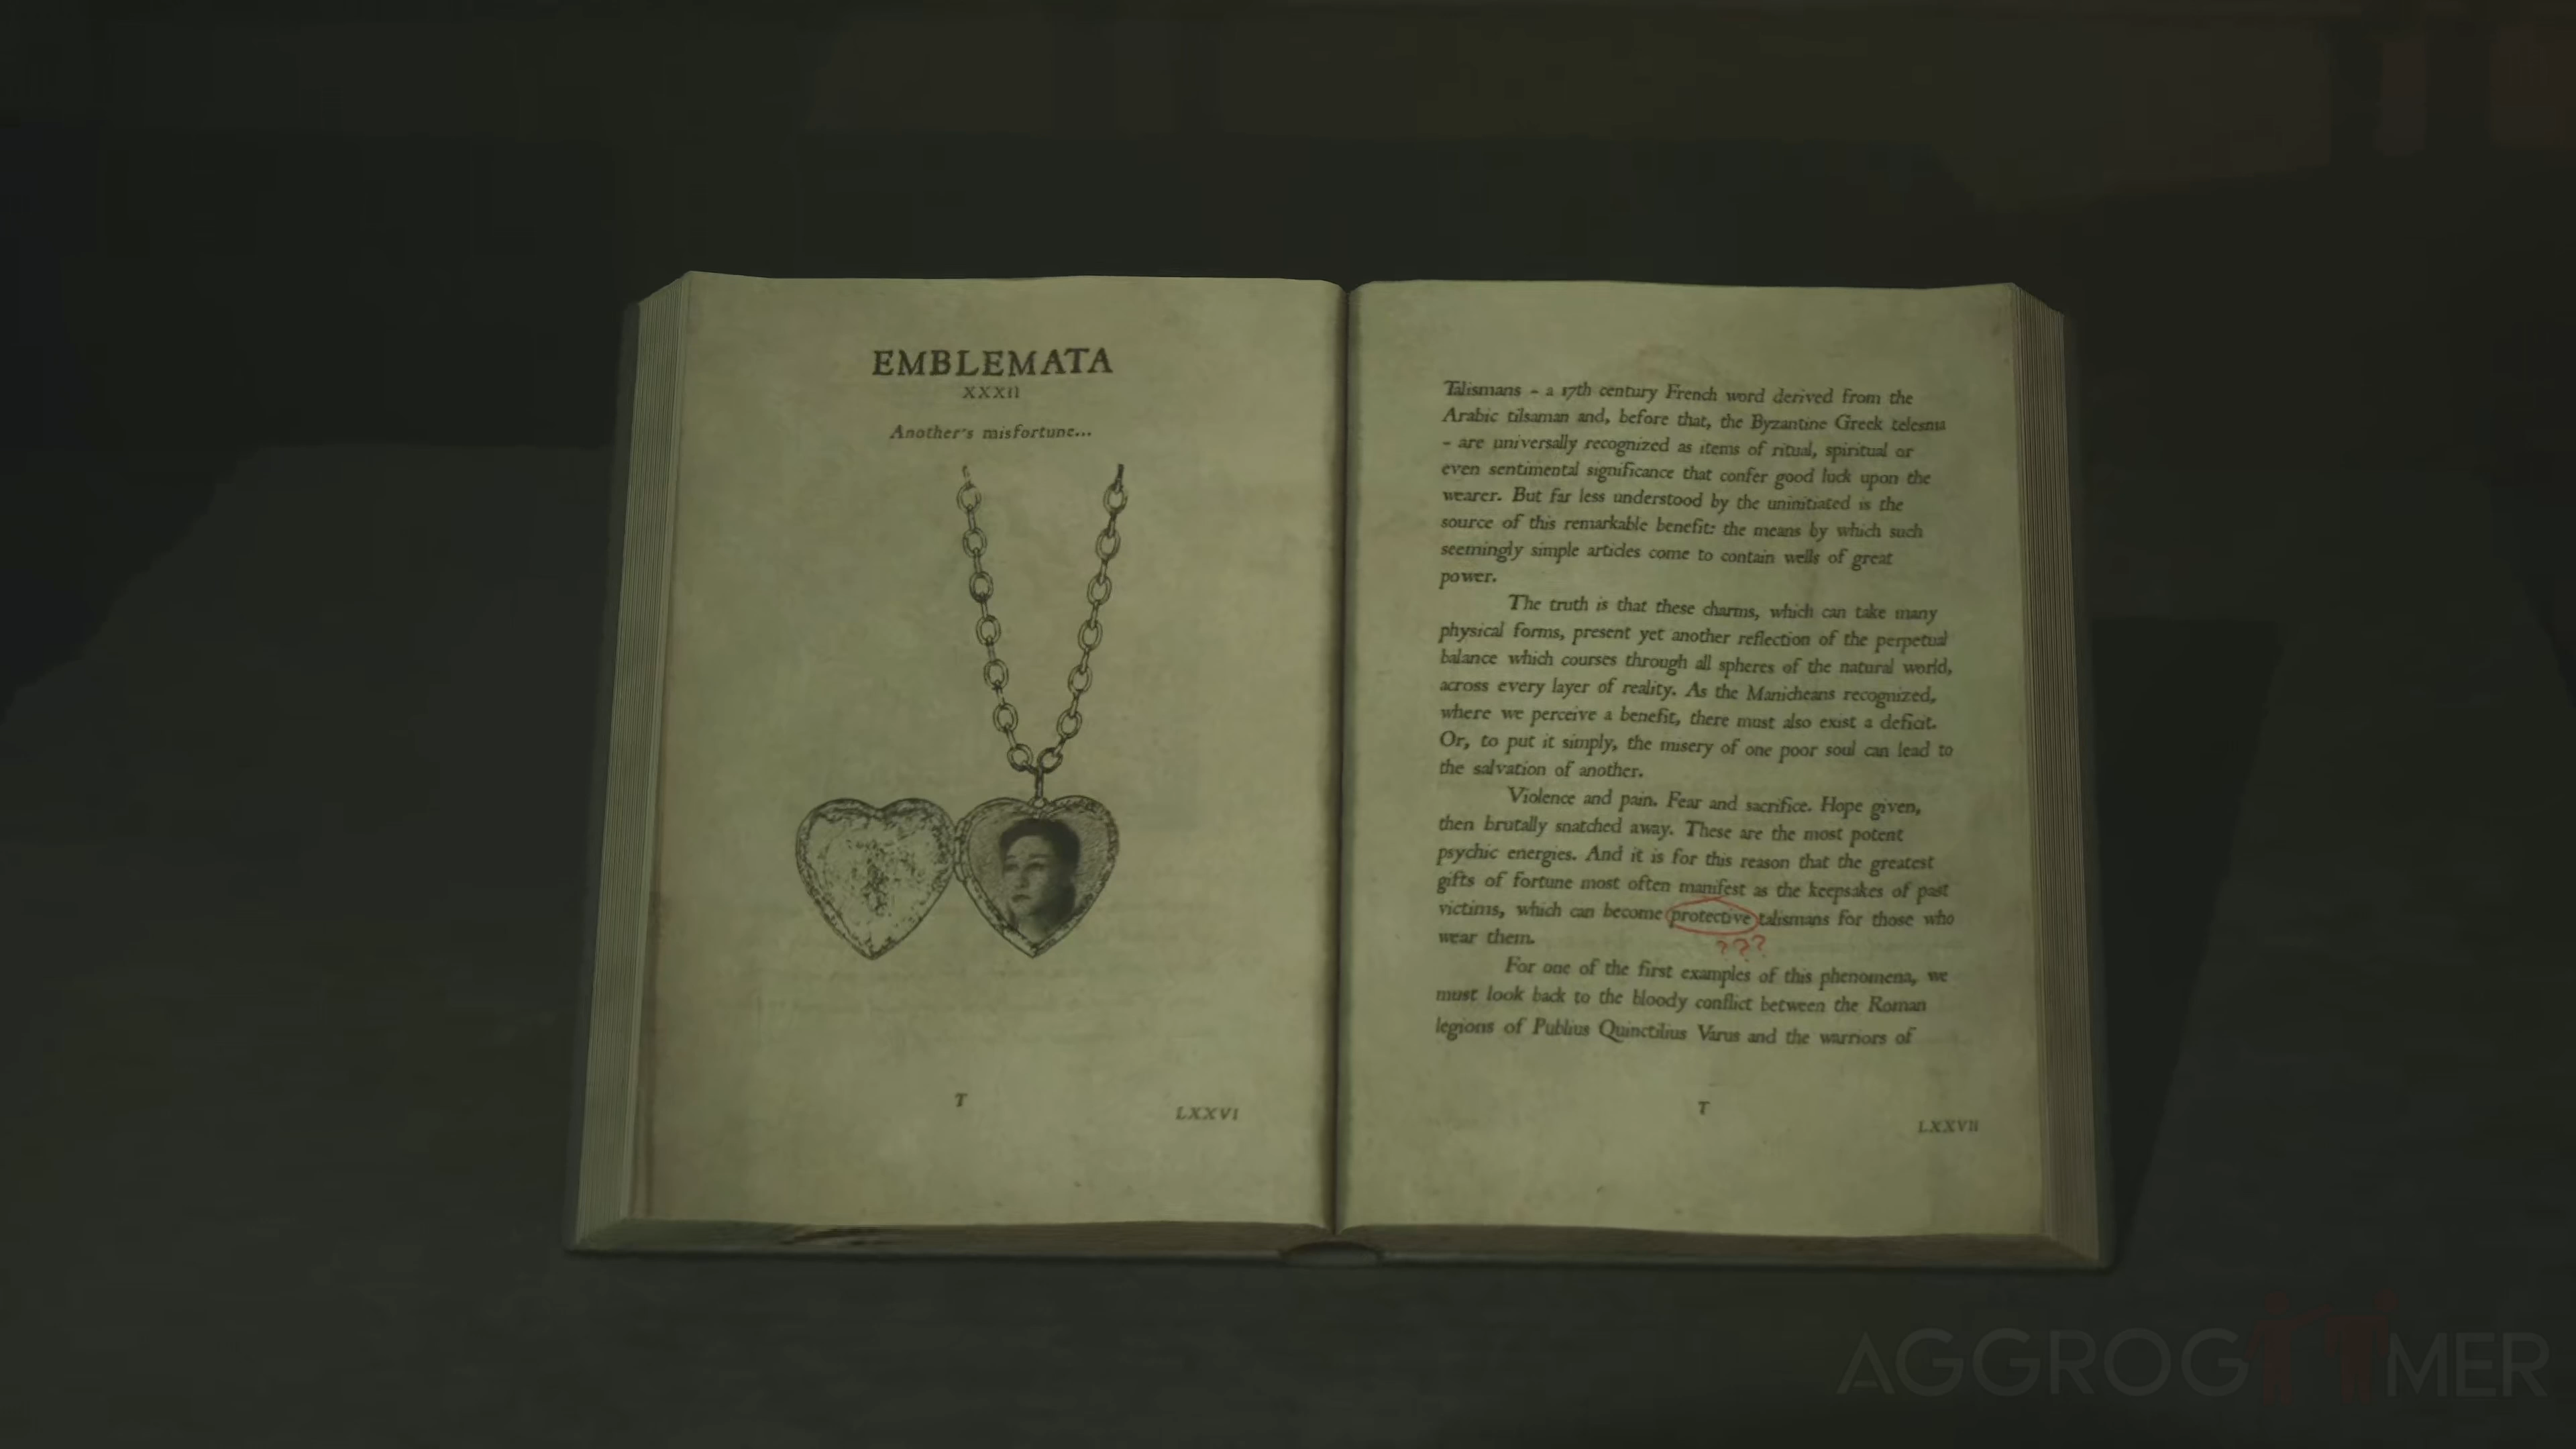 EMBLEMATA
XXXII
Another's misfortune...
T
LXXVI
Talismans - a 17th century French word derived from the
Arabic tilsaman and, before that, the Byzantine Greek telesma
- are universally recognized as items of ritual, spiritual or
even sentimental significance that confer good luck upon the
wearer. But far less understood by the uninitiated is the
source of this remarkable benefit: the means by which such
seemingly simple articles come to contain wells of great
power.
The truth is that these charms, which can take many
physical forms, present yet another reflection of the perpetual
balance which courses through all spheres of the natural world,
across every layer of reality. As the Manicheans recognized,
where we perceive a benefit, there must also exist a deficit.
Or, to put it simply, the misery of one poor soul can lead to
the salvation of another.
Violence and pain. Fear and sacrifice. Hope given,
then brutally snatched away. These are the most potent
psychic energies. And it is for this reason that the greatest
gifts of fortune most often manifest as the keepsakes of past
victims, which can become protective talismans for those who
wear them.
???
For one of the first examples of this phenomena, we
must look back to the bloody conflict between the Roman
legions of Publius Quinctilius Varus and the warriors of
T
LXXVII
AGGROGAMER